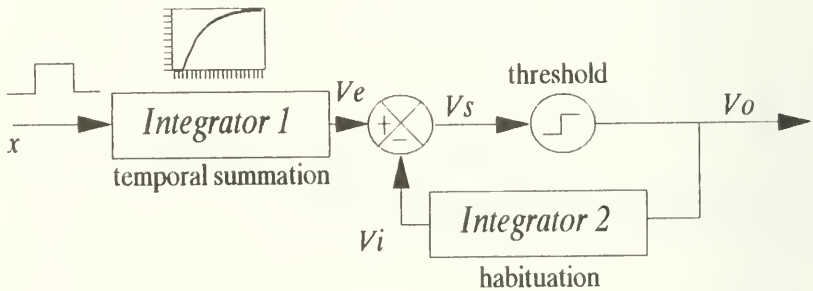 threshold
Ve
Vs
Vo
Integrator 1
+
−
x
temporal summation
Integrator 2
Vi
habituation